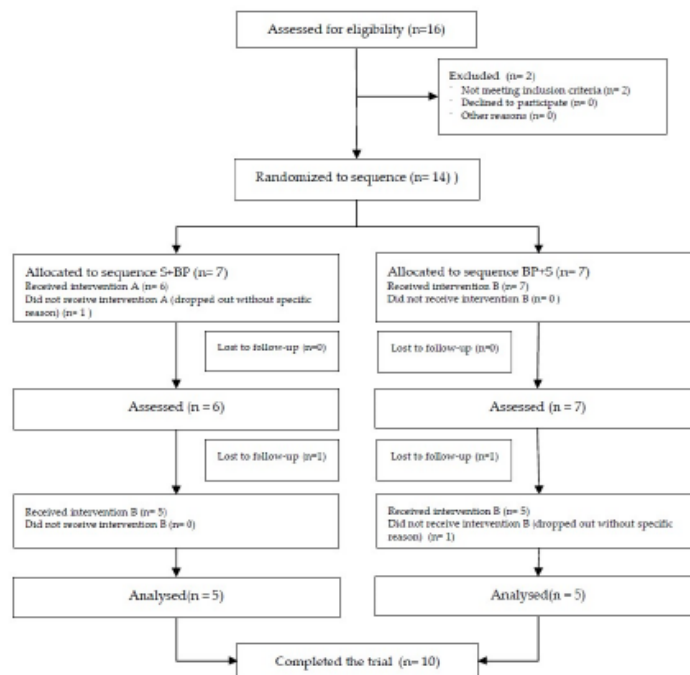 Assessed for eligibility (n=16)
Excluded (n= 2)
Not meeting inclusion criteria (n= 2)
Declined to participate (n= 0)
Other reasons (n= 0)
Randomized to sequence (n= 14) )
Allocated to sequence S+BP (n= 7)
Received intervention A (n= 6)
Did not receive intervention A (dropped out without specific
reason) (n= 1 )
Allocated to sequence BP+S (n= 7)
Received intervention B (n= 7)
Did not receive intervention B (n= 0 )
Lost to follow-up (n=0)
Lost to follow-up (n=0)
Assessed (n = 6)
Assessed (n = 7)
Lost to follow-up (n=1)
Lost to follow-up (n=1)
Received intervention B (n= 5)
Did not receive intervention B (n= 0)
Received intervention B (n= 5)
Did not receive intervention B (dropped out without specific
reason) (n= 1)
Analysed(n = 5)
Analysed(n = 5)
Completed the trial (n= 10)